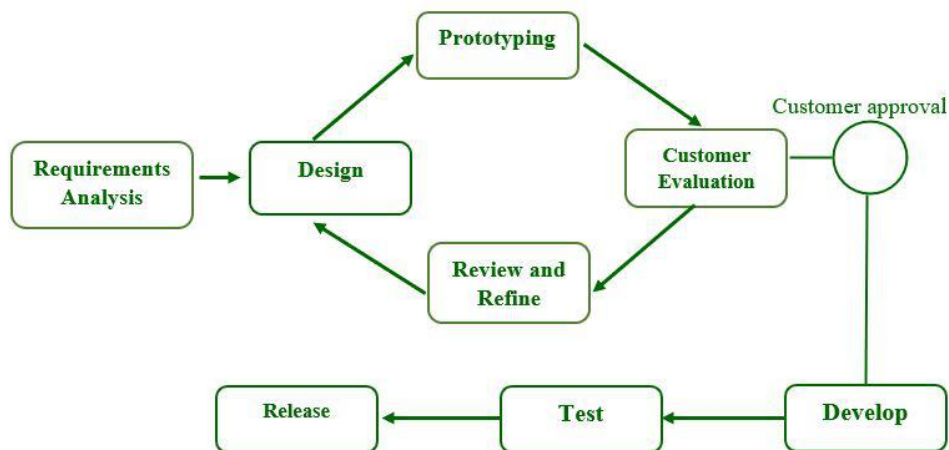 Prototyping
Customer approval
Requirements
Analysis
Design
Customer
Evaluation
Review and
Refine
Release
Test
Develop